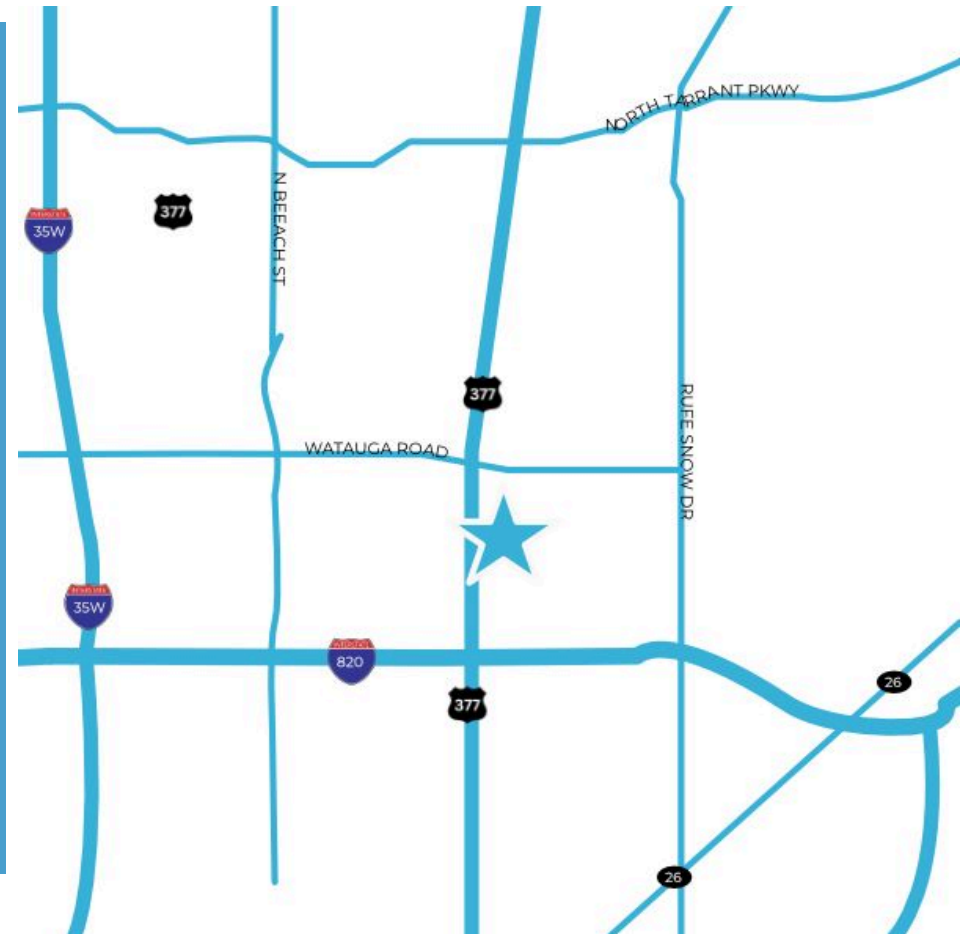 NORTH TARRANT PKWY
N BEEACH ST
377
35W
377
RUFE SNOW DR
WATAUGA ROAD
35W
820
26
377
26